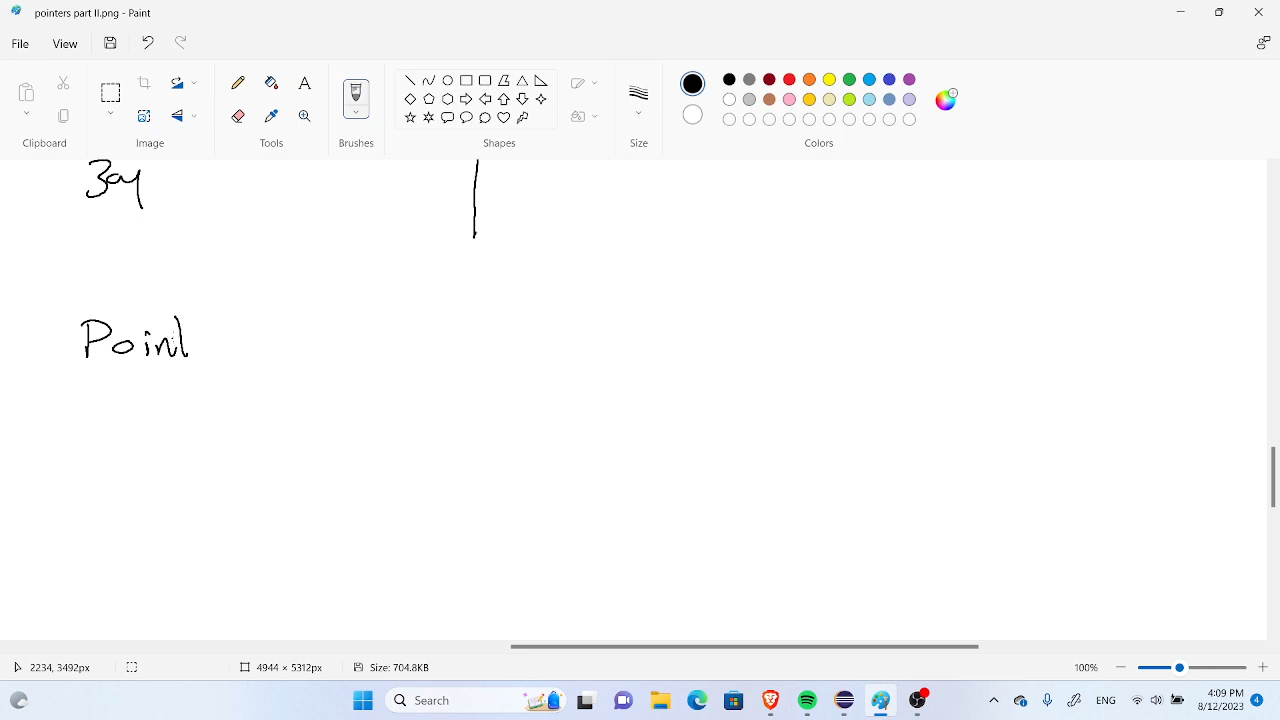 pointers part II.png - Paint
File View
Clipboard Image Tools Brushes Shapes Size Colors
Poin
2234, 3492px 4944 × 5312px Size: 704.8KB 100%
Search ENG 4:09 PM
8/12/2023 4